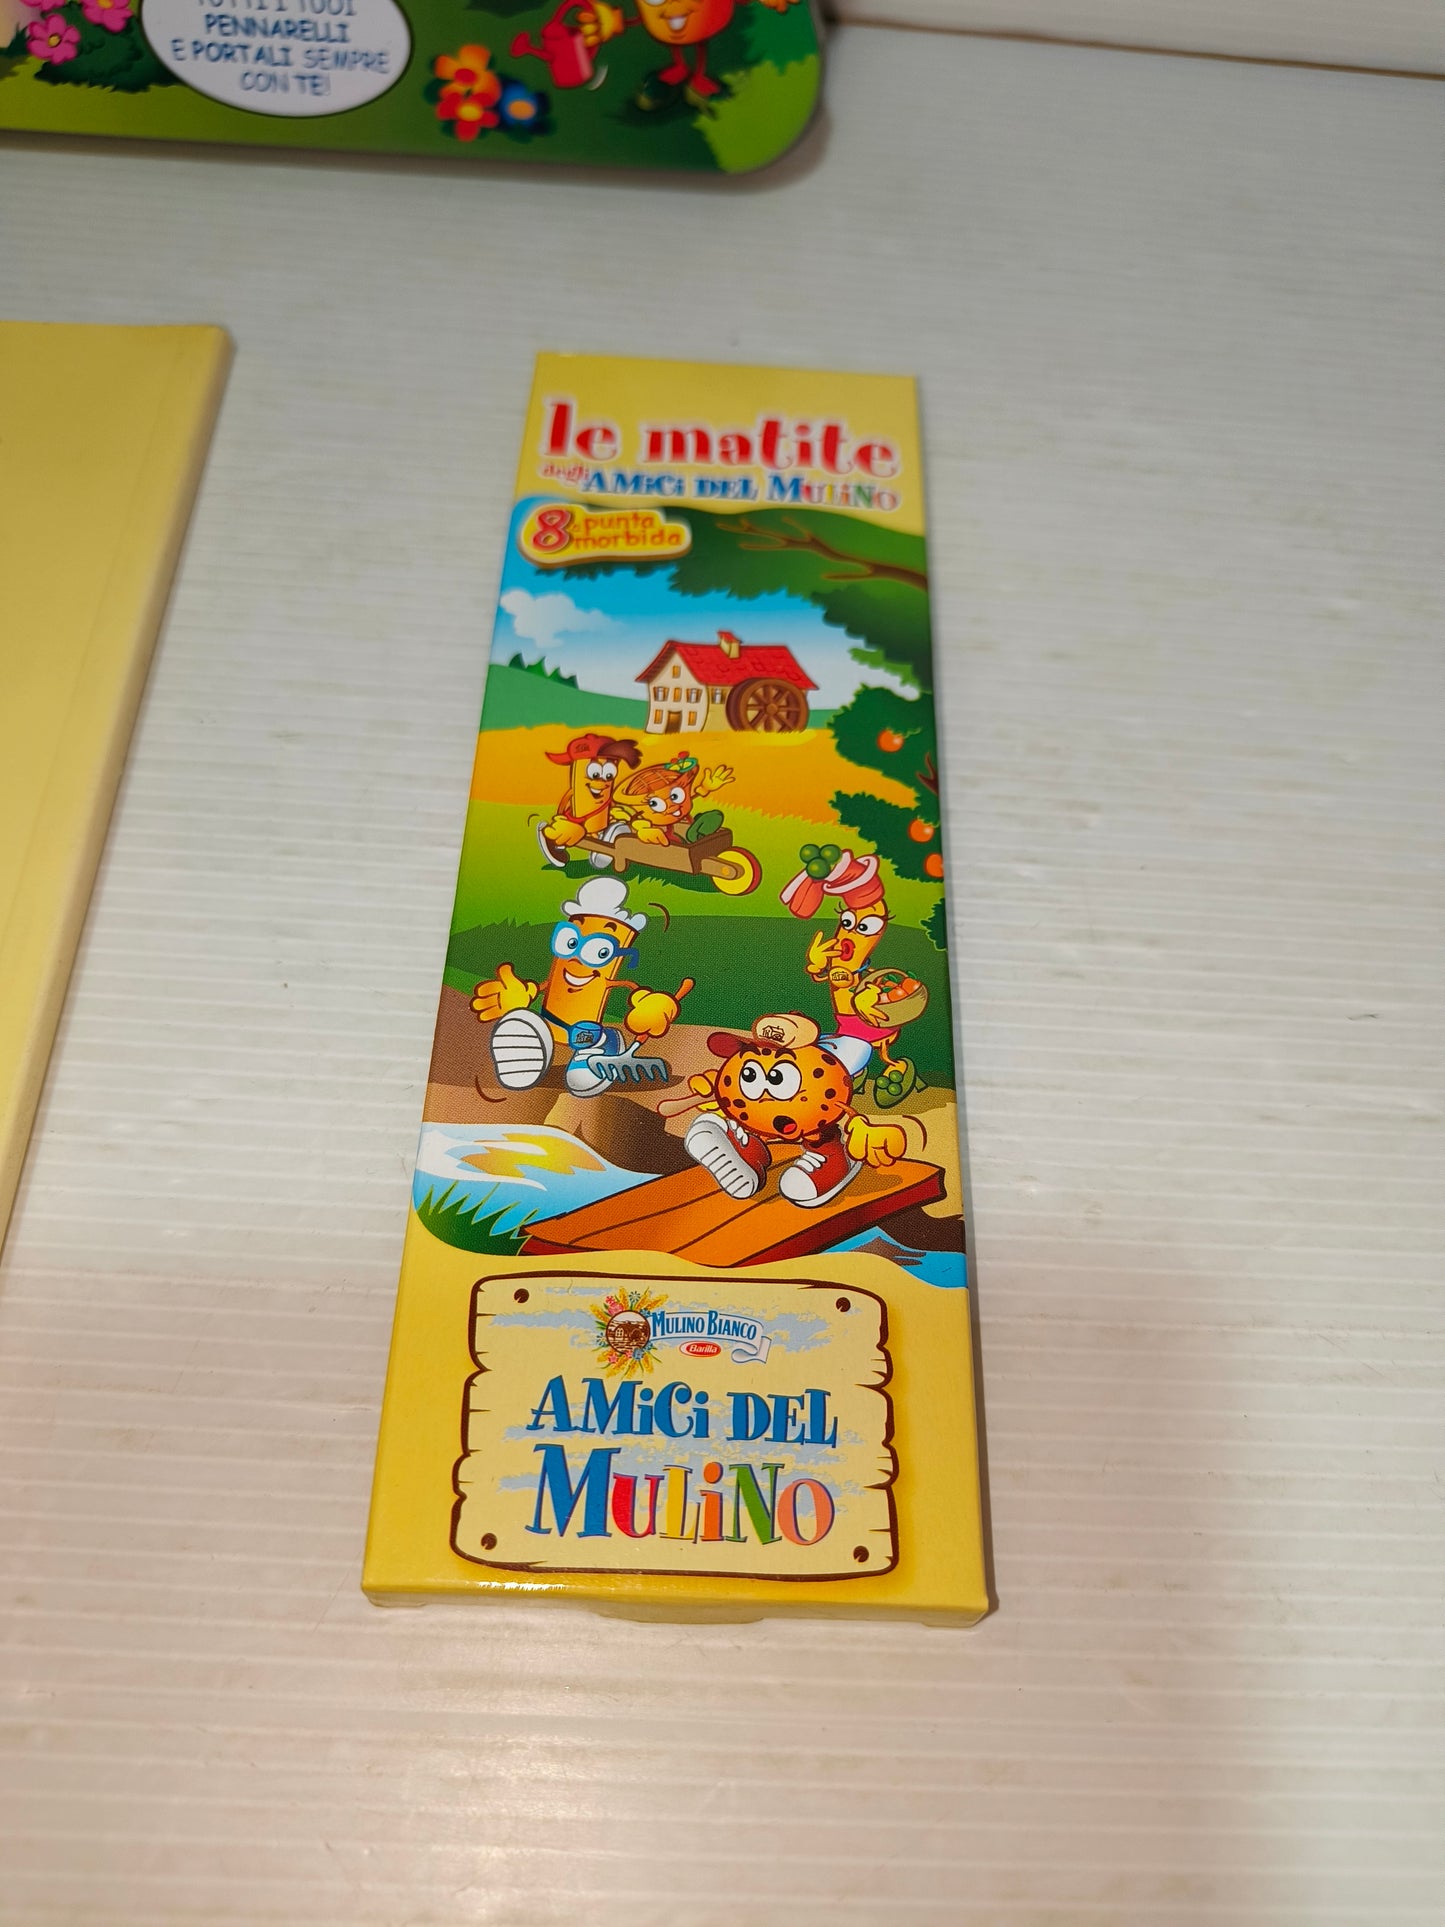 TUTTI I TUOI
PENNARELLI
E PORTALI SEMPRE
CON TE!
le matite
degli AMiCi DEL MULiNO
8 a punta
morbida
MULINO BIANCO
Barilla
AMiCi DEL
MULiNO